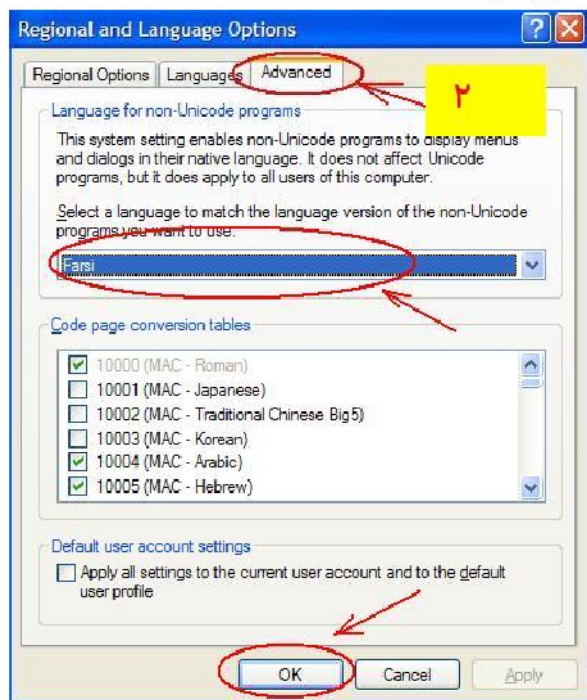 Regional and Language Options
Regional Options Languages Advanced
۲
Language for non-Unicode programs
This system setting enables non-Unicode programs to display menus
and dialogs in their native language. It does not affect Unicode
programs, but it does apply to all users of this computer.
Select a language to match the language version of the non-Unicode
programs you want to use:
Farsi
Code page conversion tables
10000 (MAC - Roman)
10001 (MAC - Japanese)
10002 (MAC - Traditional Chinese Big5)
10003 (MAC - Korean)
10004 (MAC - Arabic)
10005 (MAC - Hebrew)
Default user account settings
Apply all settings to the current user account and to the default
user profile
OK Cancel Apply